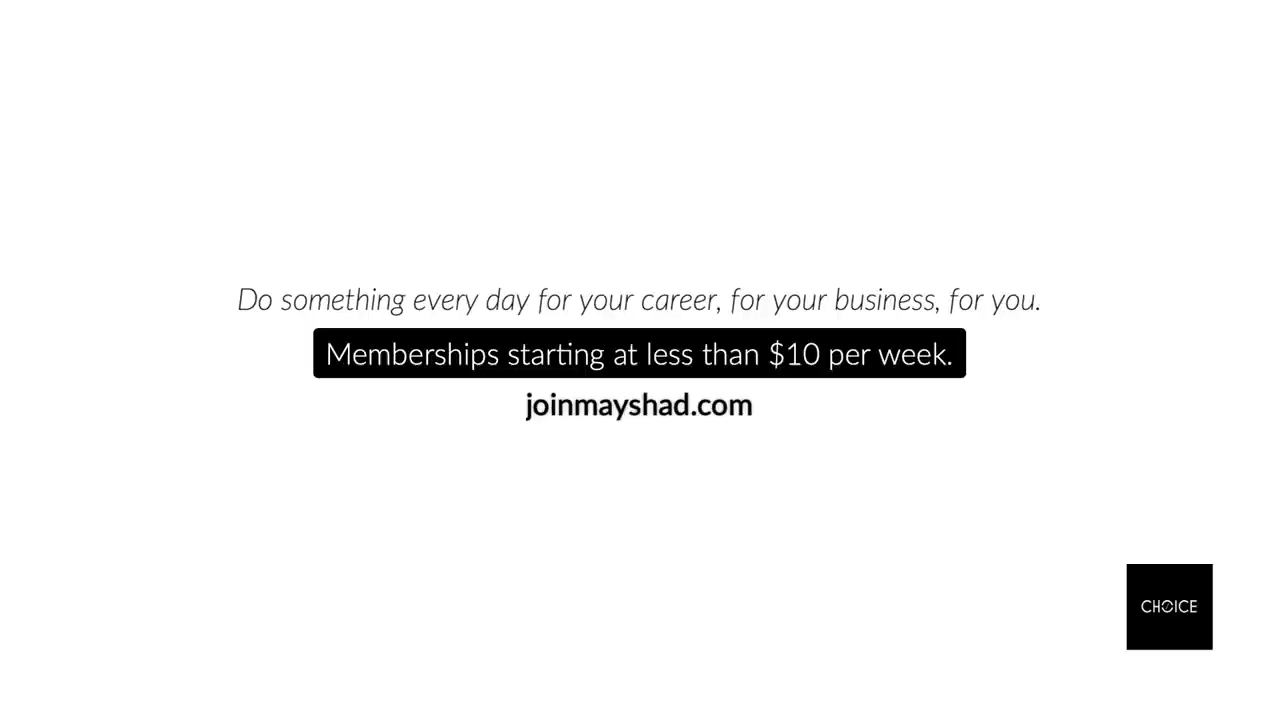 Do something every day for your career, for your business, for you.
Memberships starting at less than $10 per week.
joinmayshad.com
CHOICE